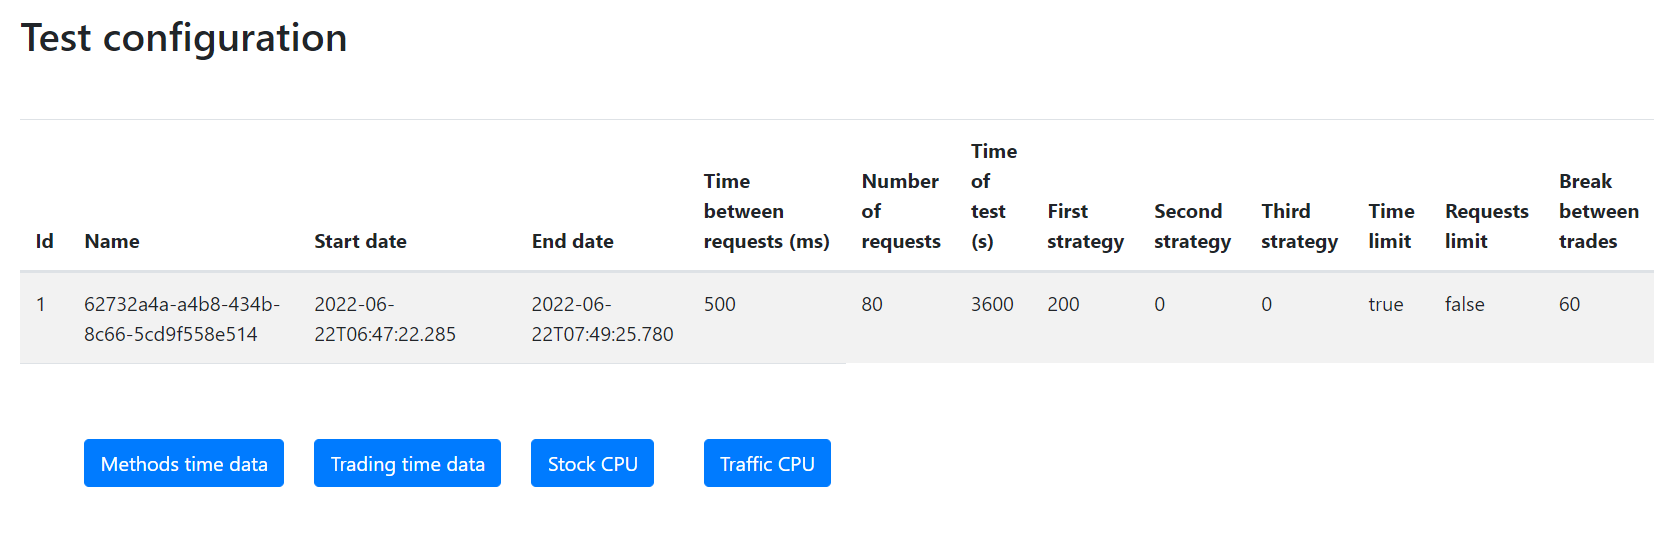 Test configuration
Id
Name
Start date
End date
Time
between
requests (ms)
Number
of
requests
Time
of
test
(s)
First
strategy
Second
strategy
Third
strategy
Time
limit
Requests
limit
Break
between
trades
1
62732a4a-a4b8-434b-
8c66-5cd9f558e514
2022-06-
22T06:47:22.285
2022-06-
22T07:49:25.780
500
80
3600
200
0
0
true
false
60
Methods time data
Trading time data
Stock CPU
Traffic CPU